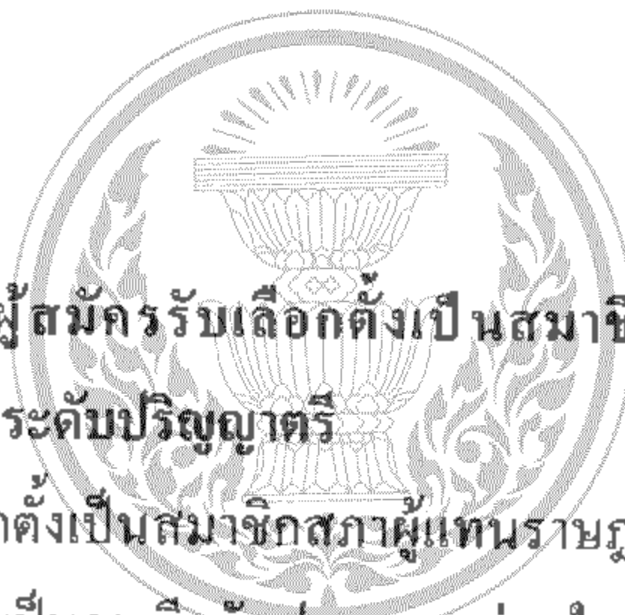 ผู้สมัครรับเลือกตั้งเป็นสมาชิ
ระดับปริญญาตรี
ตั้งเป็นสมาชิกสภาผู้แทนราษฎ